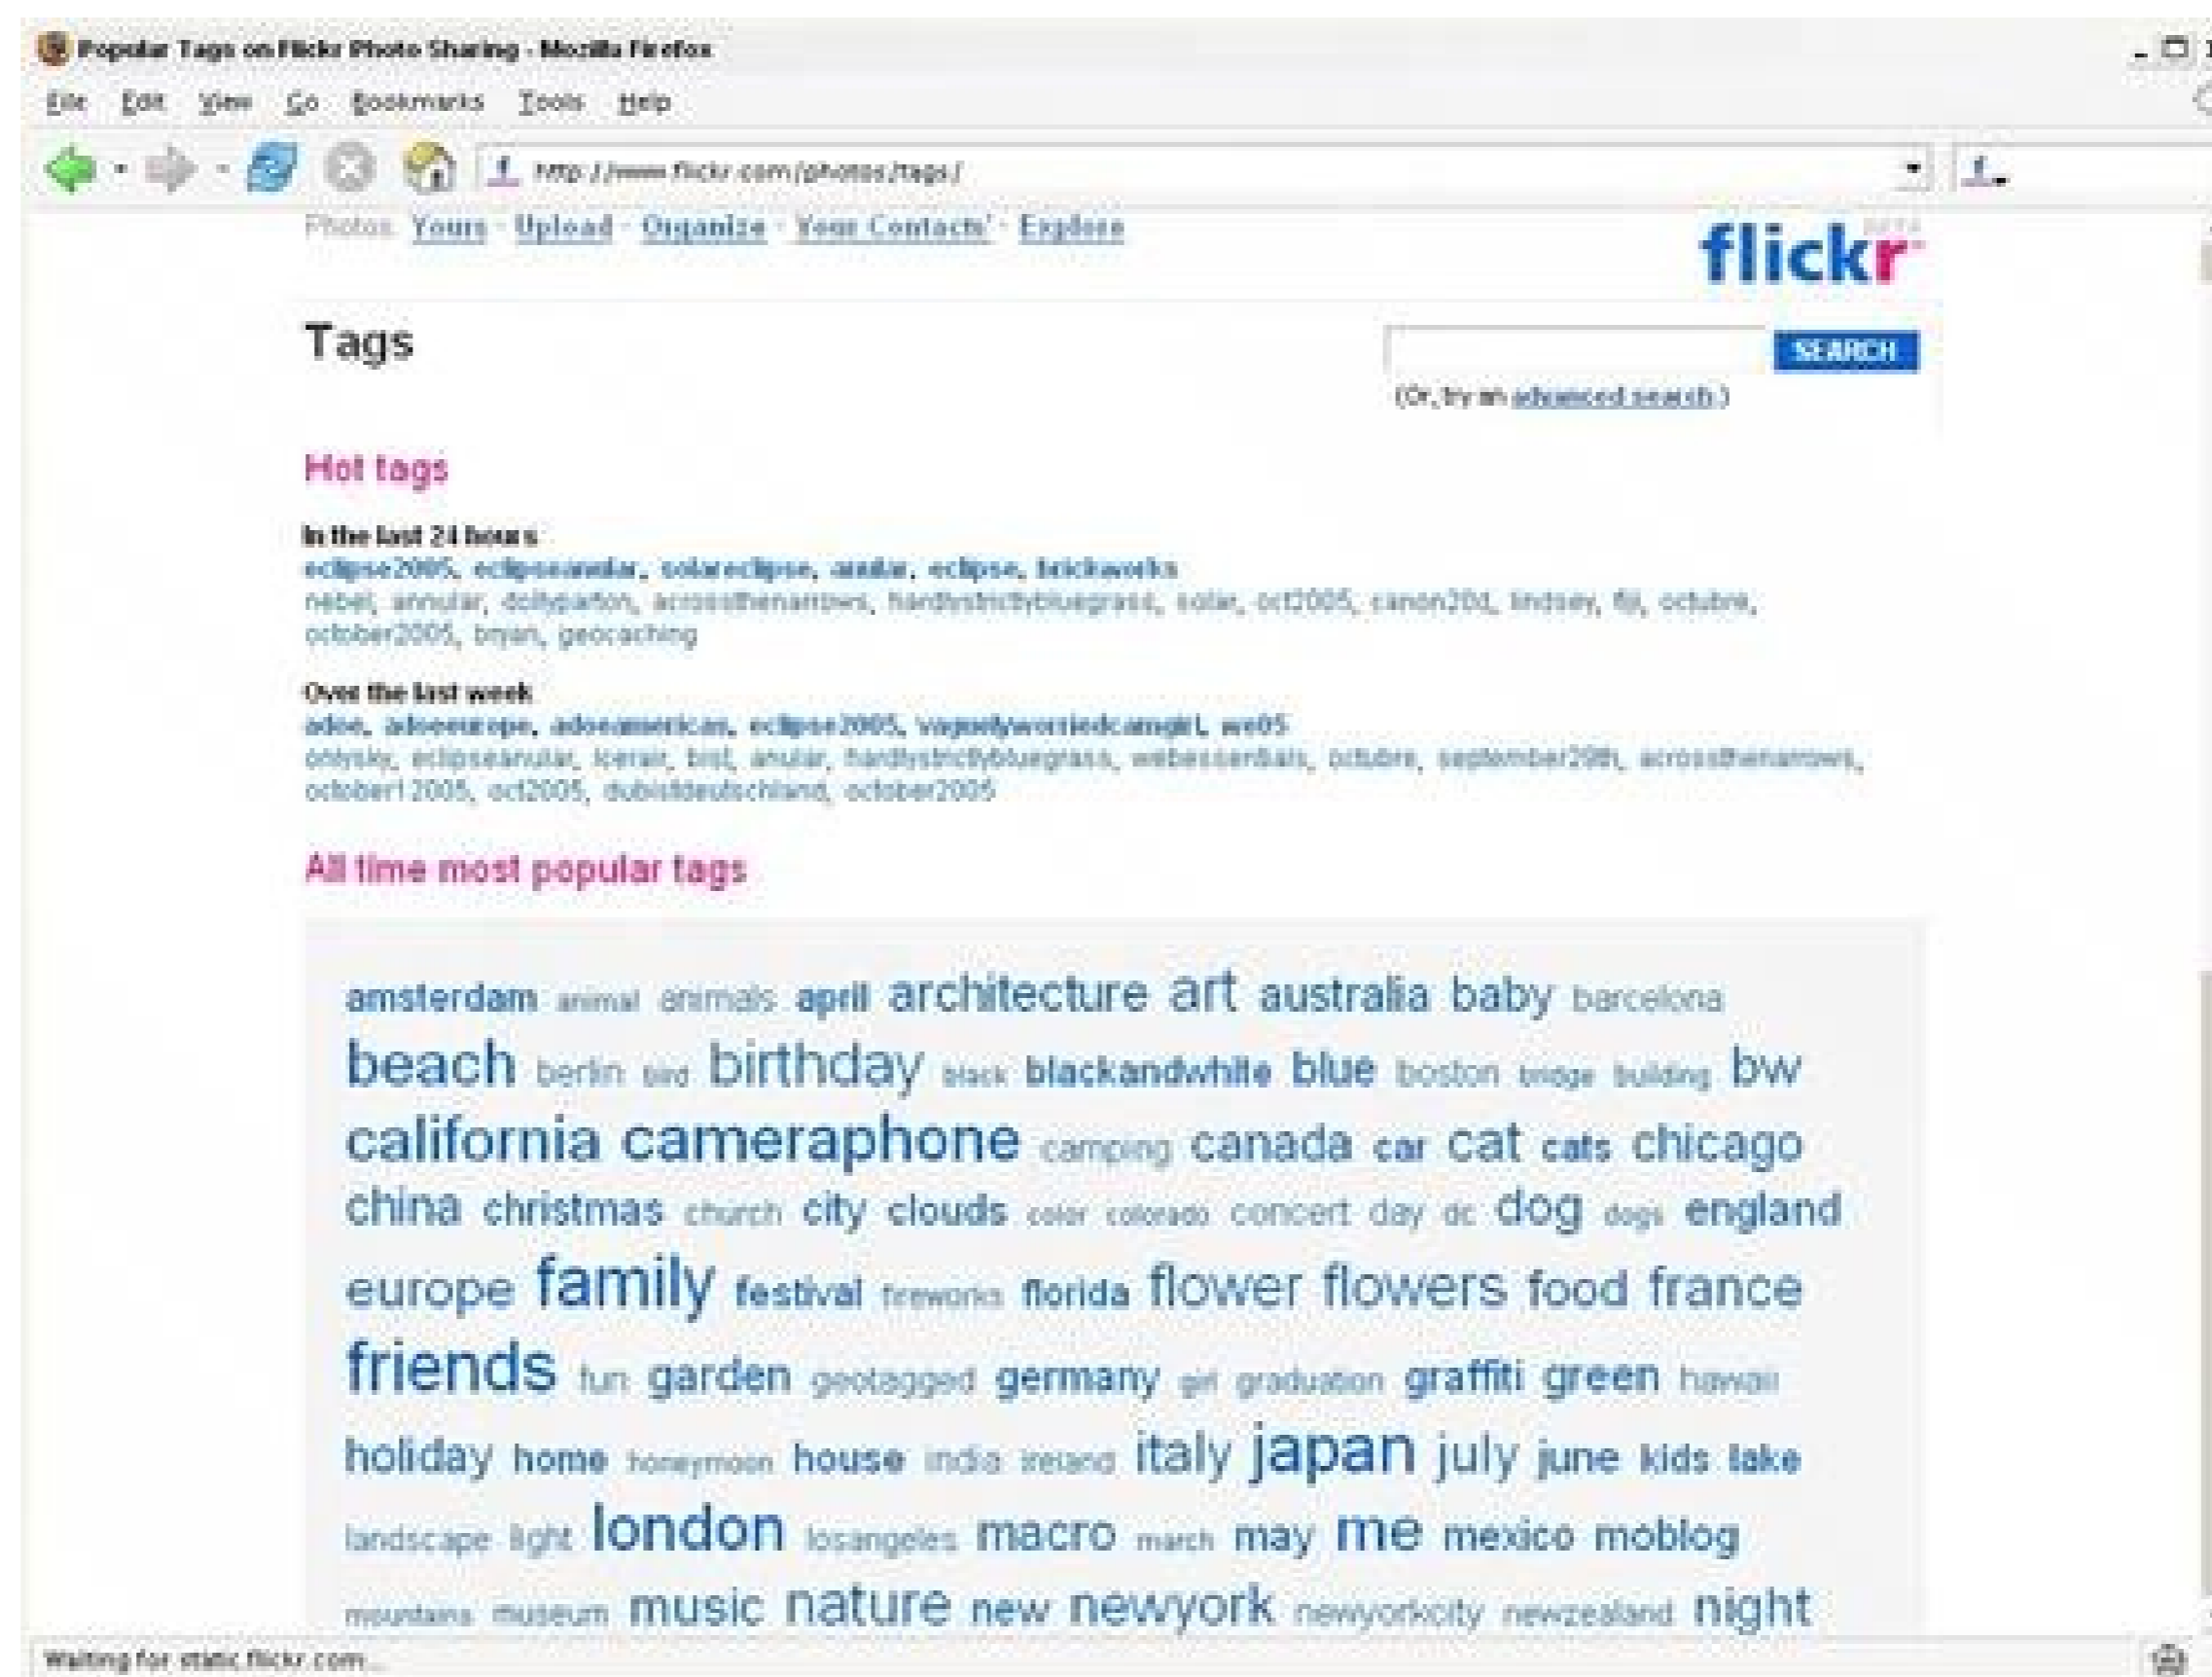 Popular Tags on Flickr Photo Sharing - Mozilla Firefox
File Edit View Go Bookmarks Tools Help
http://www.flickr.com/photos/tags/
Photos: Yours · Upload · Organize · Your Contacts' · Explore
flickr BETA
Tags
SEARCH
(Or, try an advanced search.)
Hot tags
In the last 24 hours
eclipse2005, eclipseanular, solareclipse, anular, eclipse, brickworks
nebel, annular, dollyparton, acrossthenarrows, hardlystrictlybluegrass, solar, oct2005, canon20d, lindsey, fiji, octubre,
october2005, bryan, geocaching
Over the last week
adoe, adoeeurope, adoeamericas, eclipse2005, vaguelyworriedcamgirl, we05
onlysky, eclipseanular, icerair, brist, anular, hardlystrictlybluegrass, webessentials, octubre, september29th, acrossthenarrows,
october12005, oct2005, dubistdeutschland, october2005
All time most popular tags
amsterdam animal animals april architecture art australia baby barcelona
beach berlin bird birthday black blackandwhite blue boston bridge building bw
california cameraphone camping canada car cat cats chicago
china christmas church city clouds color colorado concert day dc dog dogs england
europe family festival fireworks florida flower flowers food france
friends fun garden geotagged germany girl graduation graffiti green hawaii
holiday home honeymoon house india ireland italy japan july june kids lake
landscape light london losangeles macro march may me mexico moblog
mountains museum music nature new newyork newyorkcity newzealand night
Waiting for static.flickr.com...